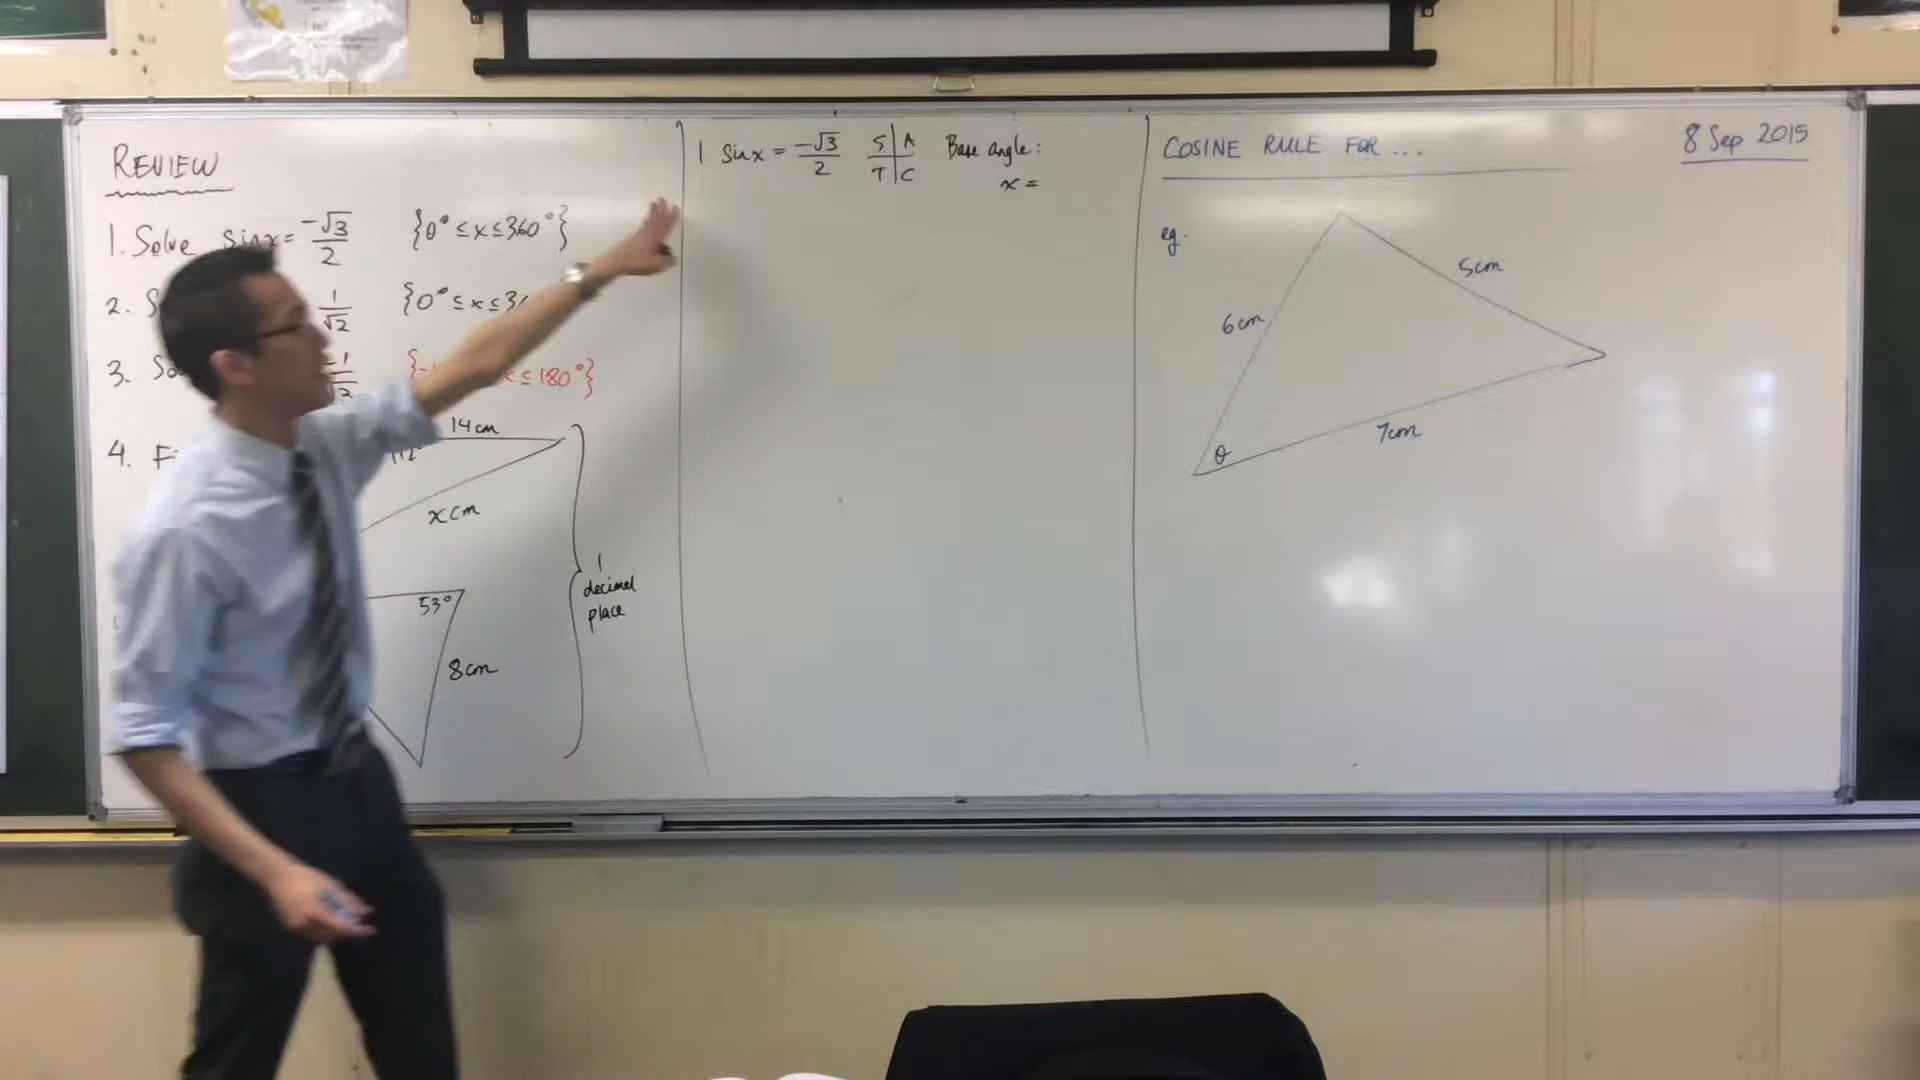 REVIEW
1. Solve sin x = -√3/2 {0° ≤ x ≤ 360°}
2. 1/√2 {0° ≤ x ≤
3. -1/√2 ≤ 180°}
4.
14cm
112°
x cm
53°
8cm
1
decimal
place
1 sin x = -√3/2 S A Base angle:
T C x =
COSINE RULE FOR ... 8 Sep 2015
eg.
5cm
6cm
7cm
θ